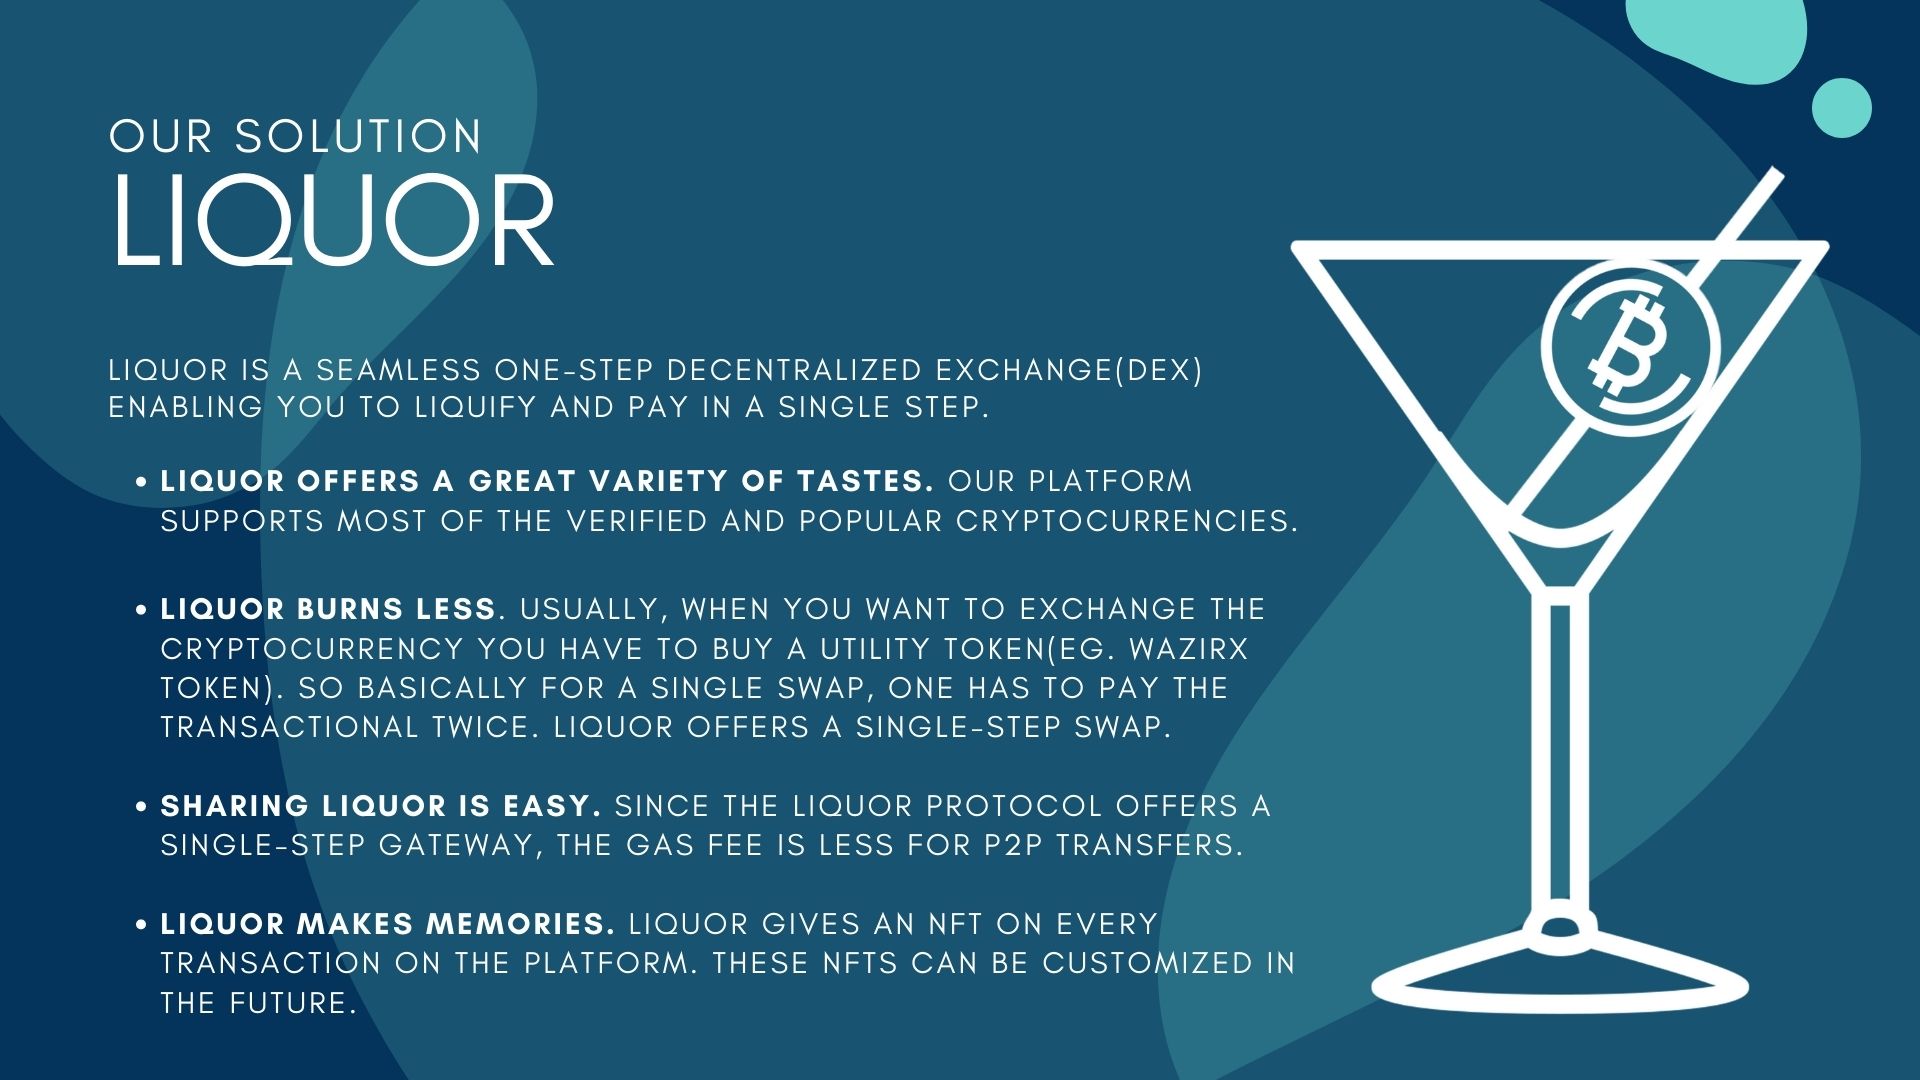 OUR SOLUTION
LIQUOR
LIQUOR IS A SEAMLESS ONE-STEP DECENTRALIZED EXCHANGE(DEX)
ENABLING YOU TO LIQUIFY AND PAY IN A SINGLE STEP.
• LIQUOR OFFERS A GREAT VARIETY OF TASTES. OUR PLATFORM
SUPPORTS MOST OF THE VERIFIED AND POPULAR CRYPTOCURRENCIES.
• LIQUOR BURNS LESS. USUALLY, WHEN YOU WANT TO EXCHANGE THE
CRYPTOCURRENCY YOU HAVE TO BUY A UTILITY TOKEN(EG. WAZIRX
TOKEN). SO BASICALLY FOR A SINGLE SWAP, ONE HAS TO PAY THE
TRANSACTIONAL TWICE. LIQUOR OFFERS A SINGLE-STEP SWAP.
• SHARING LIQUOR IS EASY. SINCE THE LIQUOR PROTOCOL OFFERS A
SINGLE-STEP GATEWAY, THE GAS FEE IS LESS FOR P2P TRANSFERS.
• LIQUOR MAKES MEMORIES. LIQUOR GIVES AN NFT ON EVERY
TRANSACTION ON THE PLATFORM. THESE NFTS CAN BE CUSTOMIZED IN
THE FUTURE.